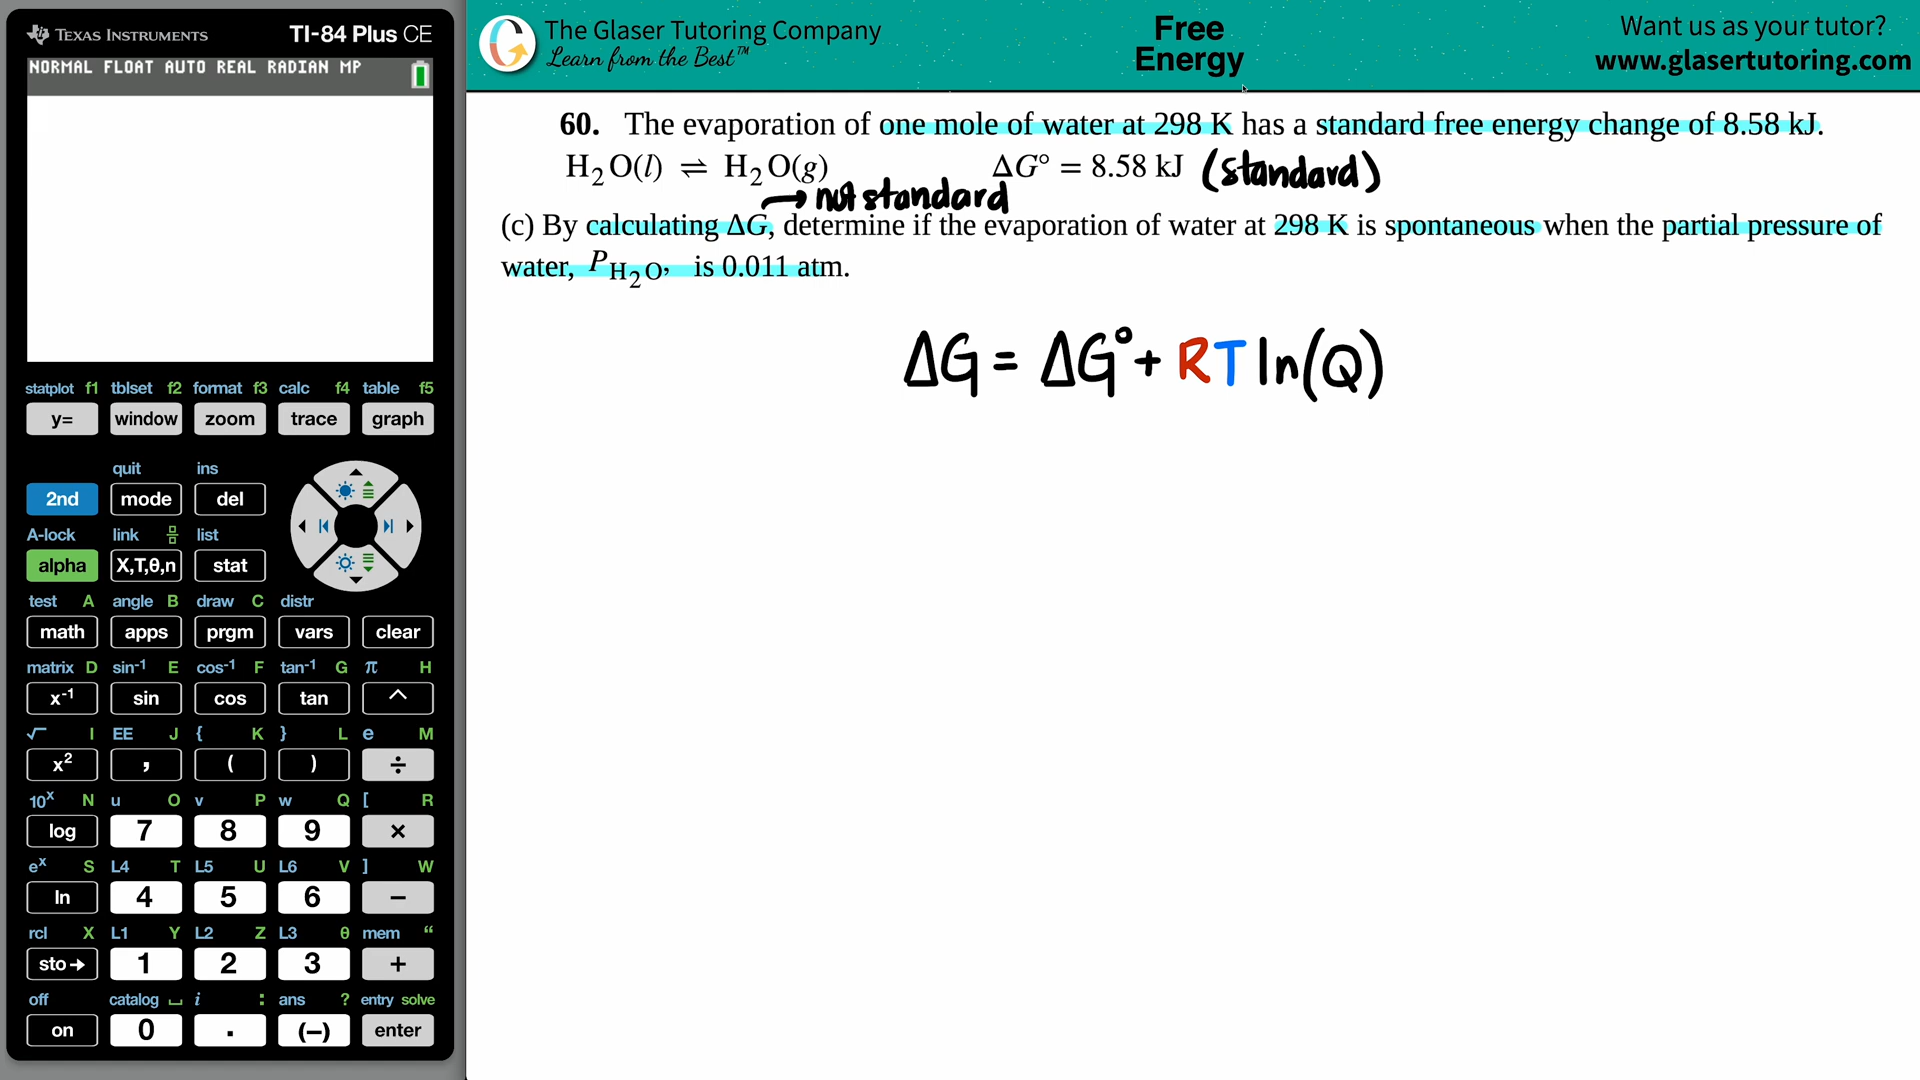 TEXAS INSTRUMENTS TI-84 Plus CE
NORMAL FLOAT AUTO REAL RADIAN MP
statplot f1 tblset f2 format f3 calc f4 table f5
y= window zoom trace graph
quit ins
2nd mode del
A-lock link list
alpha X,T,θ,n stat
test A angle B draw C distr
math apps prgm vars clear
matrix D sin⁻¹ E cos⁻¹ F tan⁻¹ G π H
x⁻¹ sin cos tan ^
√ I EE J { K } L e M
x² , ( ) ÷
10ˣ N u O v P w Q [ R
log 7 8 9 ×
eˣ S L4 T L5 U L6 V ] W
ln 4 5 6 −
rcl X L1 Y L2 Z L3 θ mem “
sto→ 1 2 3 +
off catalog ⎵ i : ans ? entry solve
on 0 . (–) enter
The Glaser Tutoring Company
Learn from the Best™
Free
Energy
Want us as your tutor?
www.glasertutoring.com
60. The evaporation of one mole of water at 298 K has a standard free energy change of 8.58 kJ.
H₂O(l) ⇌ H₂O(g) ΔG° = 8.58 kJ (standard)
→ not standard
(c) By calculating ΔG, determine if the evaporation of water at 298 K is spontaneous when the partial pressure of
water, P_H₂O, is 0.011 atm.
ΔG = ΔG° + RT ln(Q)